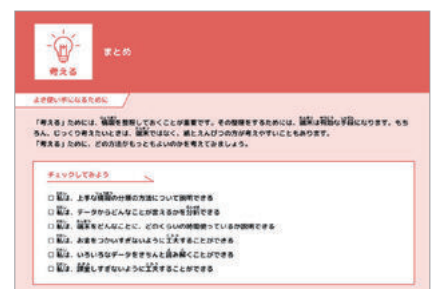 考える
まとめ
よき使い手になるために
「考える」ためには、情報を整理しておくことが重要です。その整理をするためには、端末は有効な手段になります。もち
ろん、じっくり考えたいときは、端末ではなく、紙とえんぴつの方が考えやすいこともあります。
「考える」ために、どの方法がもっともよいのかを考えてみましょう。
チェックしてみよう
□ 私は、上手な情報の分類の方法について説明できる
□ 私は、データからどんなことが言えるかを分析できる
□ 私は、端末をどんなことに、どのくらいの時間使っているか説明できる
□ 私は、お金をつかいすぎないように工夫することができる
□ 私は、いろいろなデータをきちんと読み解くことができる
□ 私は、課金しすぎないように工夫することができる